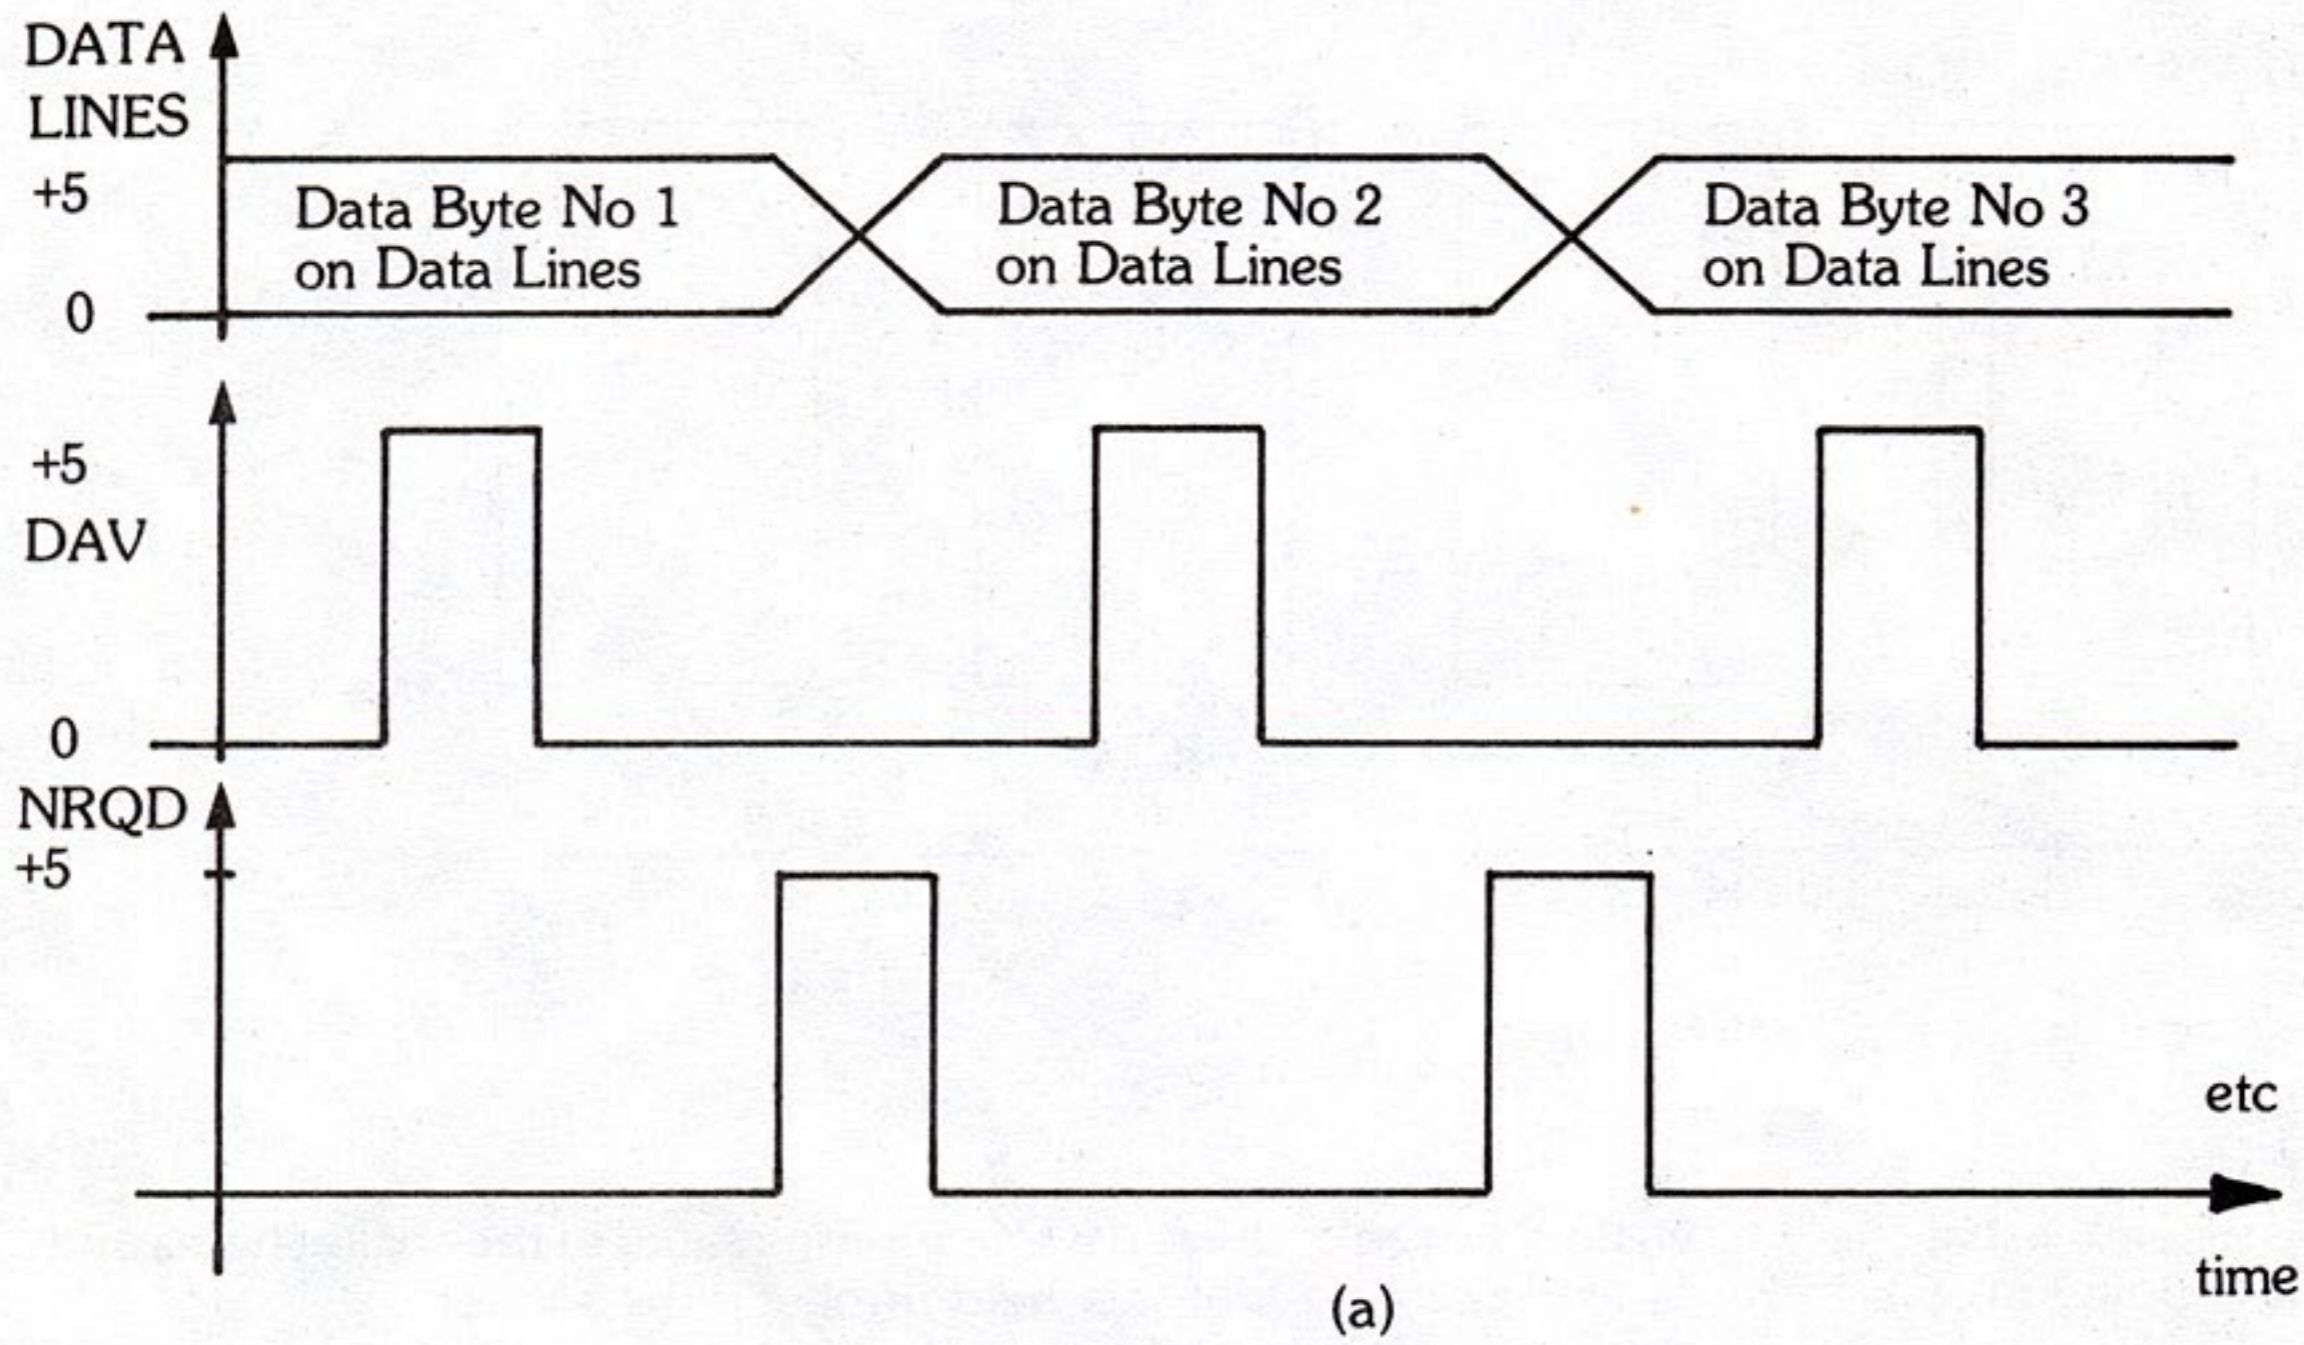 DATA
LINES
+5
0
Data Byte No 1
on Data Lines
Data Byte No 2
on Data Lines
Data Byte No 3
on Data Lines
+5
DAV
0
NRQD
+5
etc
time
(a)